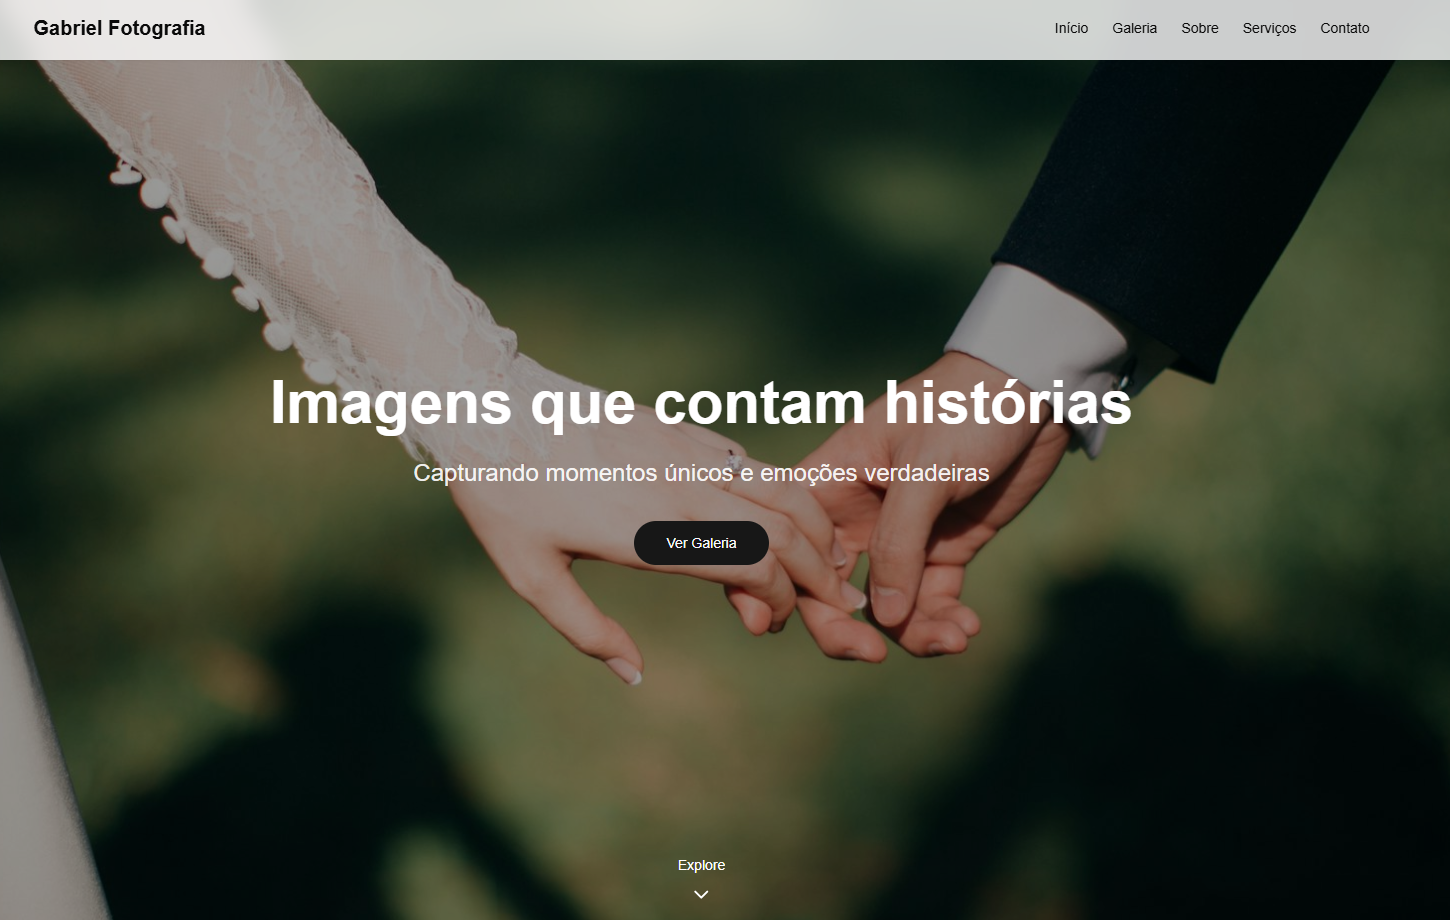 Gabriel Fotografia
Início Galeria Sobre Serviços Contato
Imagens que contam histórias
Capturando momentos únicos e emoções verdadeiras
Ver Galeria
Explore